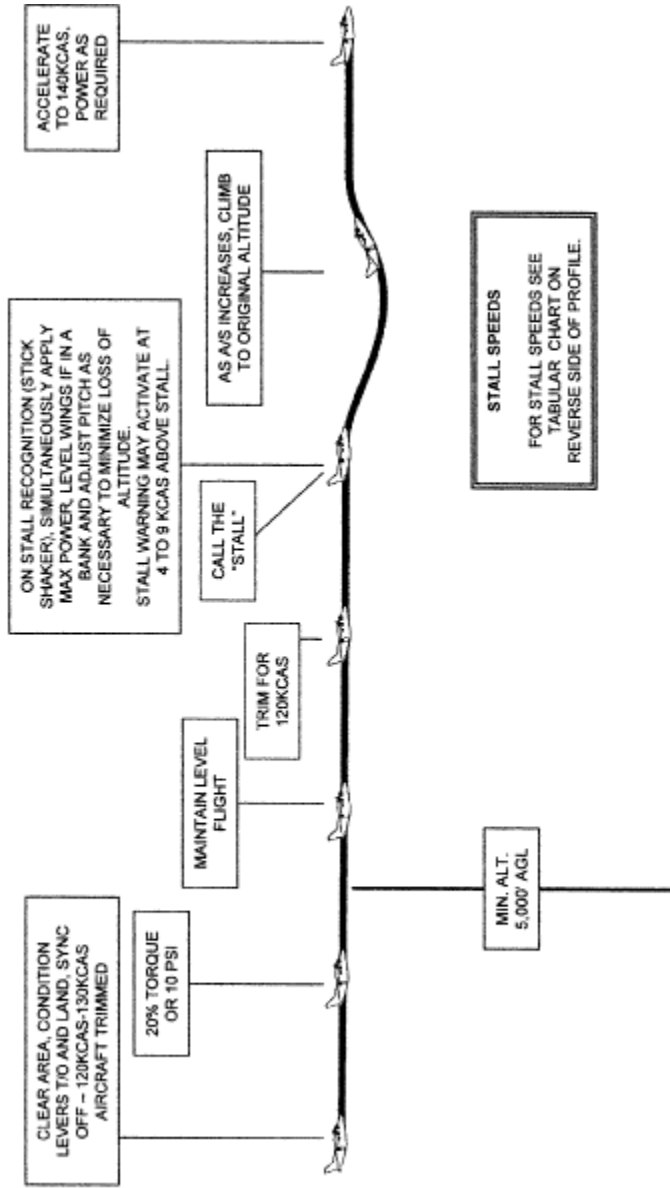 CLEAR AREA, CONDITION
LEVERS T/O AND LAND, SYNC
OFF – 120KCAS-130KCAS
AIRCRAFT TRIMMED
20% TORQUE
OR 10 PSI
MAINTAIN LEVEL
FLIGHT
TRIM FOR
120KCAS
ON STALL RECOGNITION (STICK
SHAKER), SIMULTANEOUSLY APPLY
MAX POWER, LEVEL WINGS IF IN A
BANK AND ADJUST PITCH AS
NECESSARY TO MINIMIZE LOSS OF
ALTITUDE.
STALL WARNING MAY ACTIVATE AT
4 TO 9 KCAS ABOVE STALL.
CALL THE
"STALL"
AS A/S INCREASES, CLIMB
TO ORIGINAL ALTITUDE
ACCELERATE
TO 140KCAS,
POWER AS
REQUIRED
MIN. ALT.
5,000' AGL
STALL SPEEDS
FOR STALL SPEEDS SEE
TABULAR CHART ON
REVERSE SIDE OF PROFILE.